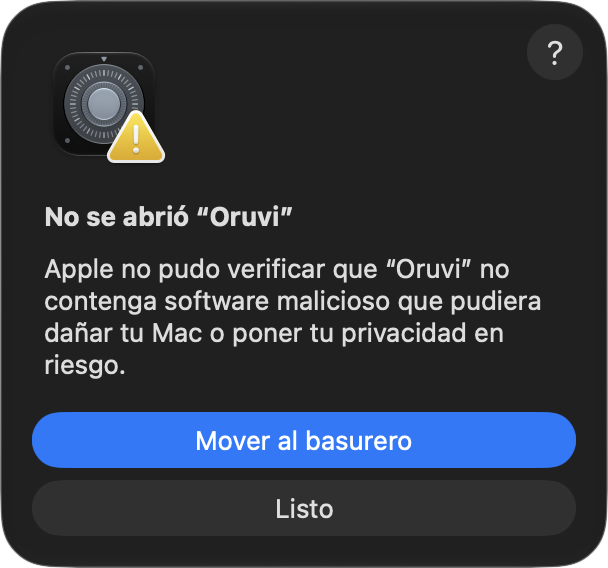 ?
No se abrió “Oruvi”
Apple no pudo verificar que “Oruvi” no
contenga software malicioso que pudiera
dañar tu Mac o poner tu privacidad en
riesgo.
Mover al basurero
Listo